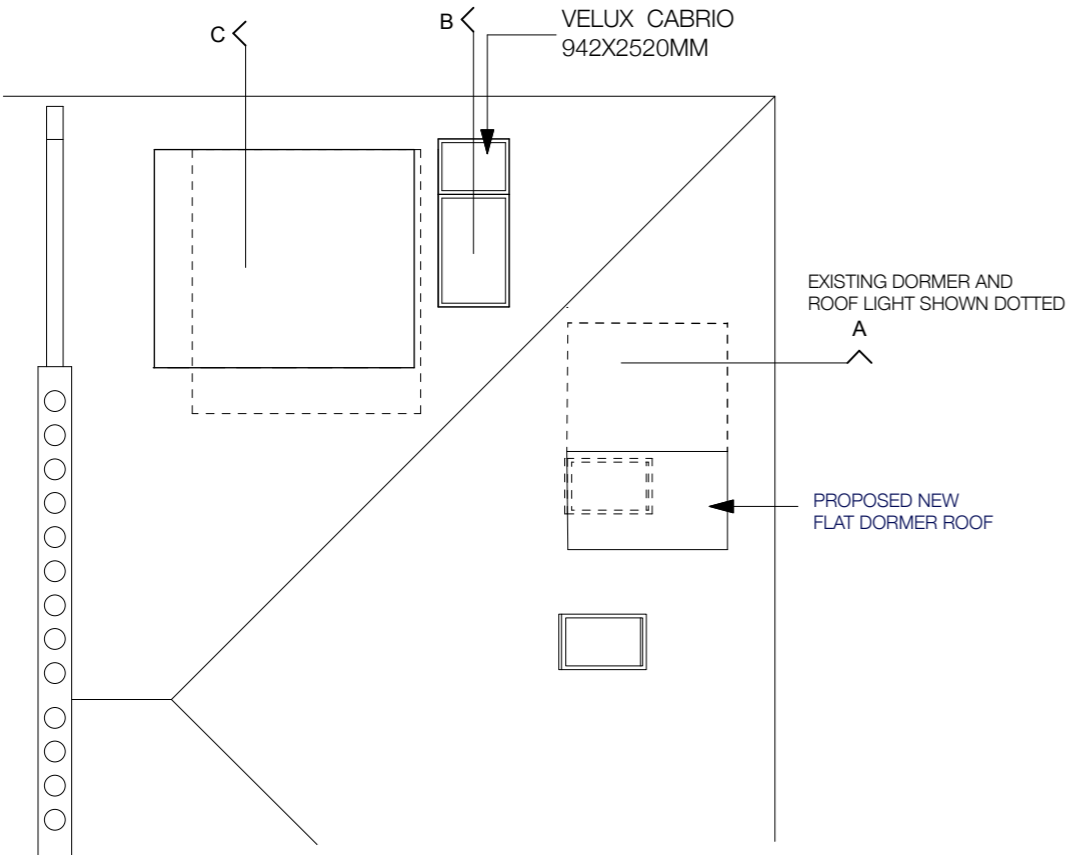 C
B
VELUX CABRIO
942X2520MM
EXISTING DORMER AND
ROOF LIGHT SHOWN DOTTED
A
PROPOSED NEW
FLAT DORMER ROOF